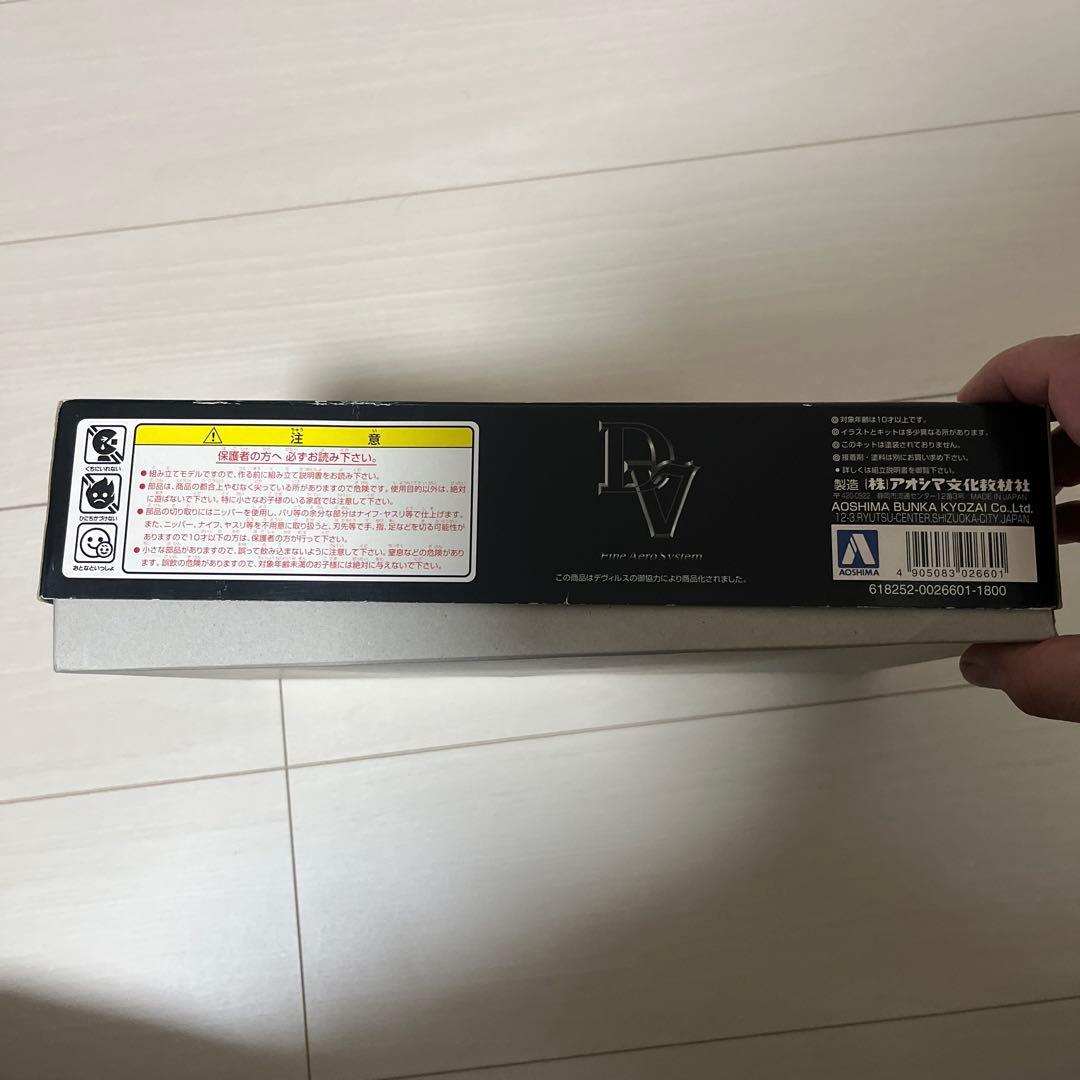 くちにいれない
ひにちかづけない
おとなといっしょ
注意
保護者の方へ 必ずお読み下さい。
●組み立てモデルですので、作る前に組み立て説明書をお読み下さい。
●部品は、商品の都合上やむなく尖っている所がありますので危険です。使用目的以外は、絶対
に遊ばないで下さい。特に小さなお子様のいる家庭では注意して下さい。
●部品の切り取りにはニッパーを使用し、バリ等の余分な部分はナイフ・ヤスリ等で仕上げます。
また、ニッパー、ナイフ、ヤスリ等を不用意に取り扱うと、刃先等で手、指、足などを切る可能性が
ありますので10才以下の方は、保護者の方が行って下さい。
●小さな部品がありますので、誤って飲み込まないように注意して下さい。窒息などの危険があり
ます。誤飲の危険がありますので、対象年齢未満のお子様には絶対に与えないで下さい。
DV
Fine Aero System
この商品はデヴィルスの御協力により商品化されました。
◎対象年齢は10才以上です。
◎イラストとキットは多少異なる所があります。
◎このキットは塗装されておりません。
◎接着剤・塗料は別にお買い求め下さい。
●詳しくは組立説明書を御覧下さい。
製造 (株)アオシマ文化教材社
〒420-0922 静岡市流通センター12番3号 MADE IN JAPAN
AOSHIMA BUNKA KYOZAI Co.,Ltd.
12-3,RYUTSU-CENTER,SHIZUOKA-CITY,JAPAN.
AOSHIMA
4 905083 026601
618252-0026601-1800